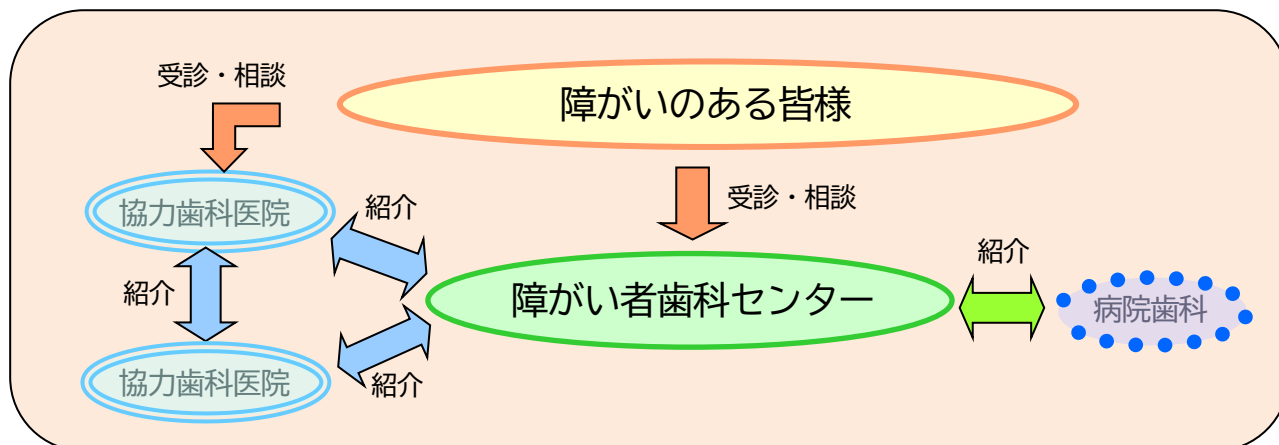 受診・相談
障がいのある皆様
受診・相談
協力歯科医院
紹介
紹介
障がい者歯科センター
紹介
病院歯科
協力歯科医院
紹介